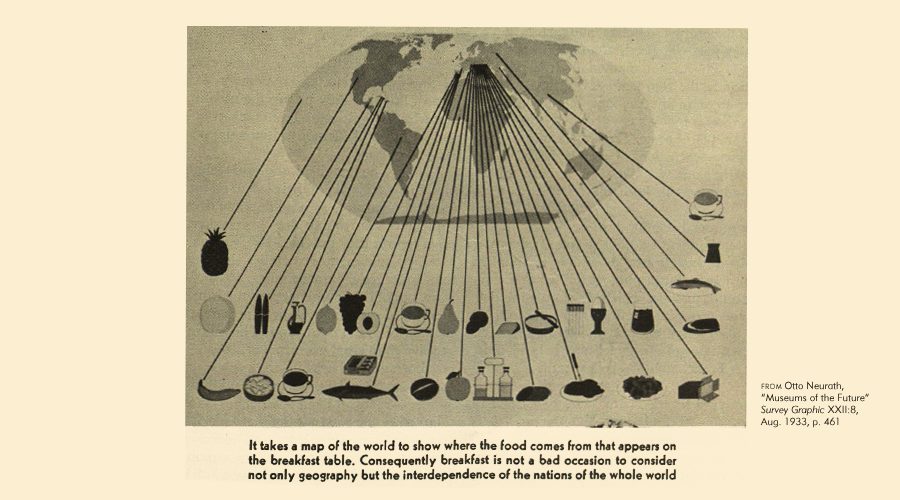 It takes a map of the world to show where the food comes from that appears on
the breakfast table. Consequently breakfast is not a bad occasion to consider
not only geography but the interdependence of the nations of the whole world
FROM Otto Neurath,
“Museums of the Future”
Survey Graphic XXII:8,
Aug. 1933, p. 461